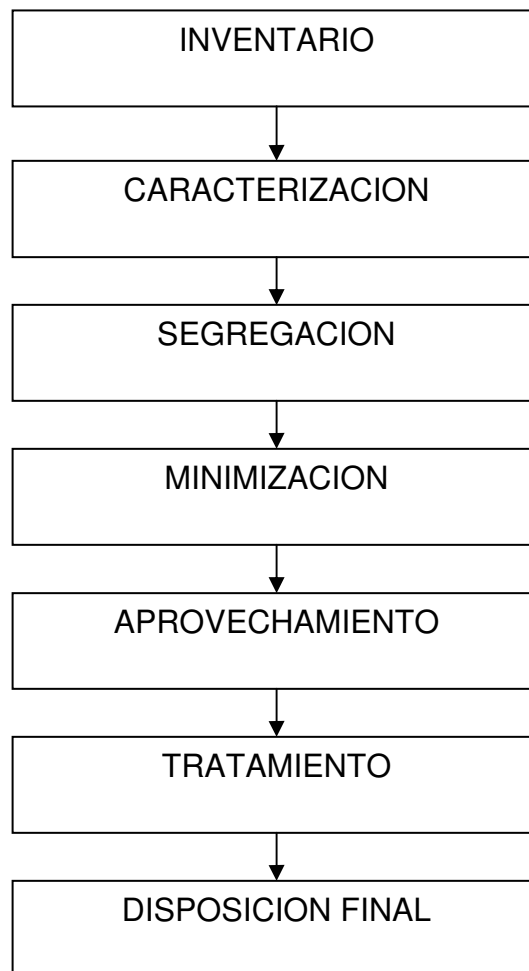 INVENTARIO
CARACTERIZACION
SEGREGACION
MINIMIZACION
APROVECHAMIENTO
TRATAMIENTO
DISPOSICION FINAL